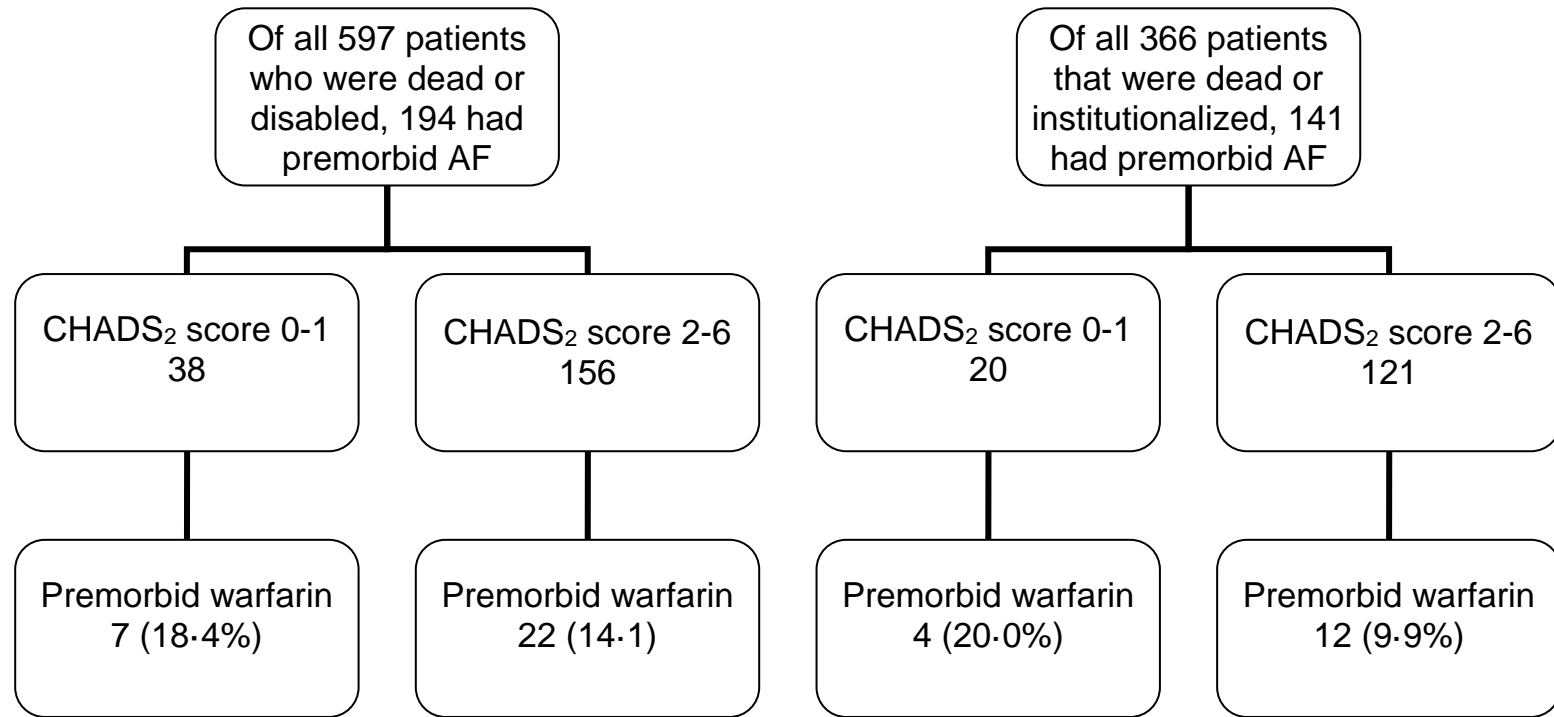 Of all 597 patients
who were dead or
disabled, 194 had
premorbid AF
Of all 366 patients
that were dead or
institutionalized, 141
had premorbid AF
CHADS₂ score 0-1
38
CHADS₂ score 2-6
156
CHADS₂ score 0-1
20
CHADS₂ score 2-6
121
Premorbid warfarin
7 (18·4%)
Premorbid warfarin
22 (14·1)
Premorbid warfarin
4 (20·0%)
Premorbid warfarin
12 (9·9%)